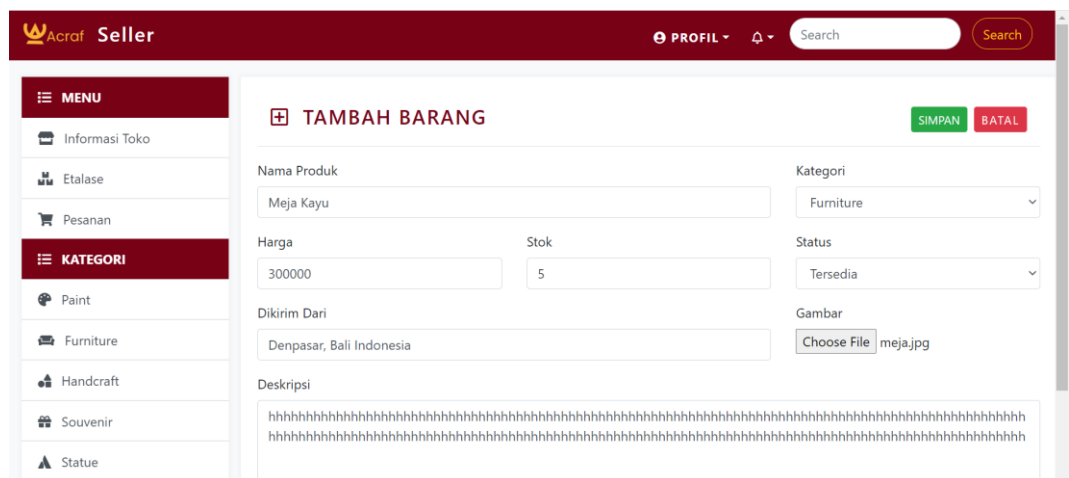 Acraf Seller
PROFIL
Search
Search
MENU
Informasi Toko
Etalase
Pesanan
KATEGORI
Paint
Furniture
Handcraft
Souvenir
Statue
TAMBAH BARANG
SIMPAN
BATAL
Nama Produk
Kategori
Meja Kayu
Furniture
Harga
Stok
Status
300000
5
Tersedia
Dikirim Dari
Gambar
Denpasar, Bali Indonesia
Choose File meja.jpg
Deskripsi
hhhhhhhhhhhhhhhhhhhhhhhhhhhhhhhhhhhhhhhhhhhhhhhhhhhhhhhhhhhhhhhhhhhhhhhhhhhhhhhhhhhhhhhhhhhhhhhhhhhhh
hhhhhhhhhhhhhhhhhhhhhhhhhhhhhhhhhhhhhhhhhhhhhhhhhhhhhhhhhhhhhhhhhhhhhhhhhhhhhhhhhhhhhhhhhhhhhhhhhhhhh